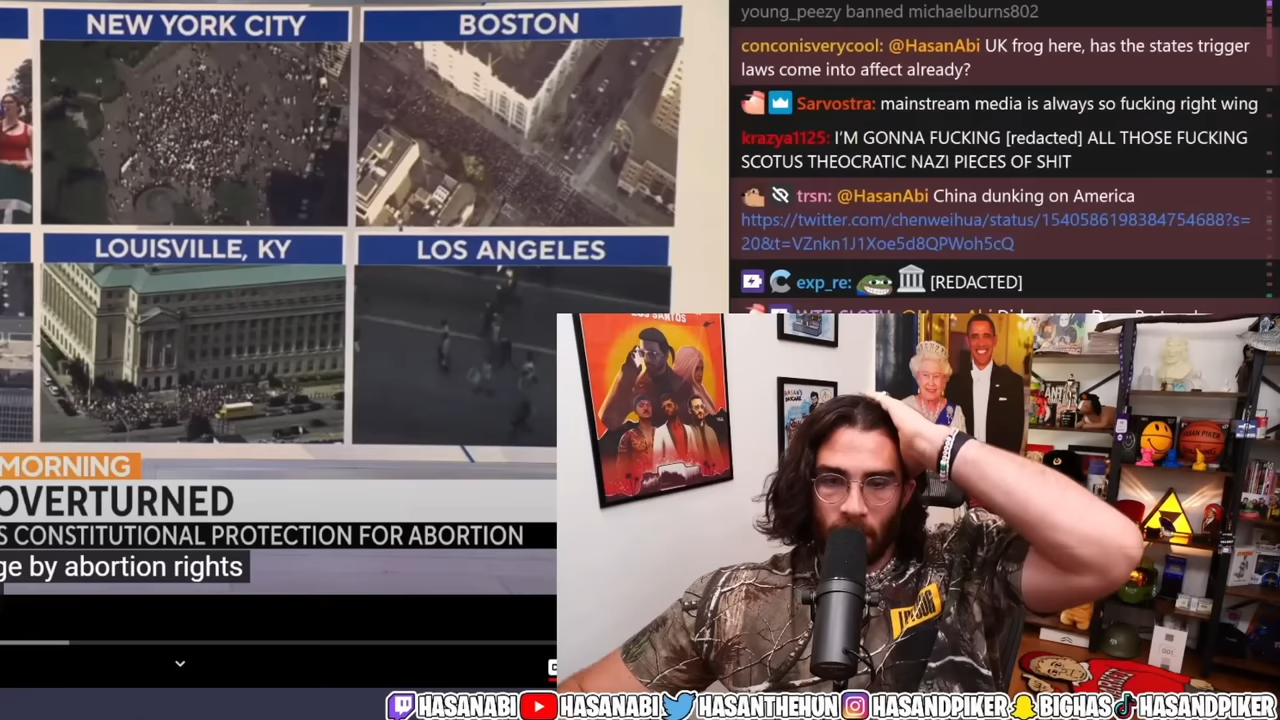 NEW YORK CITY
BOSTON
LOUISVILLE, KY
LOS ANGELES
MORNING
OVERTURNED
S CONSTITUTIONAL PROTECTION FOR ABORTION
ge by abortion rights
young_peezy banned michaelburns802
conconisverycool: @HasanAbi UK frog here, has the states trigger
laws come into affect already?
Sarvostra: mainstream media is always so fucking right wing
krazya1125: I'M GONNA FUCKING [redacted] ALL THOSE FUCKING
SCOTUS THEOCRATIC NAZI PIECES OF SHIT
trsn: @HasanAbi China dunking on America
https://twitter.com/chenweihua/status/1540586198384754688?s=
20&t=VZnkn1J1Xoe5d8QPWoh5cQ
exp_re: [REDACTED]
LOS SANTOS
HASANABI HASANABI HASANTHEHUN HASANDPIKER BIGHAS HASANDPIKER